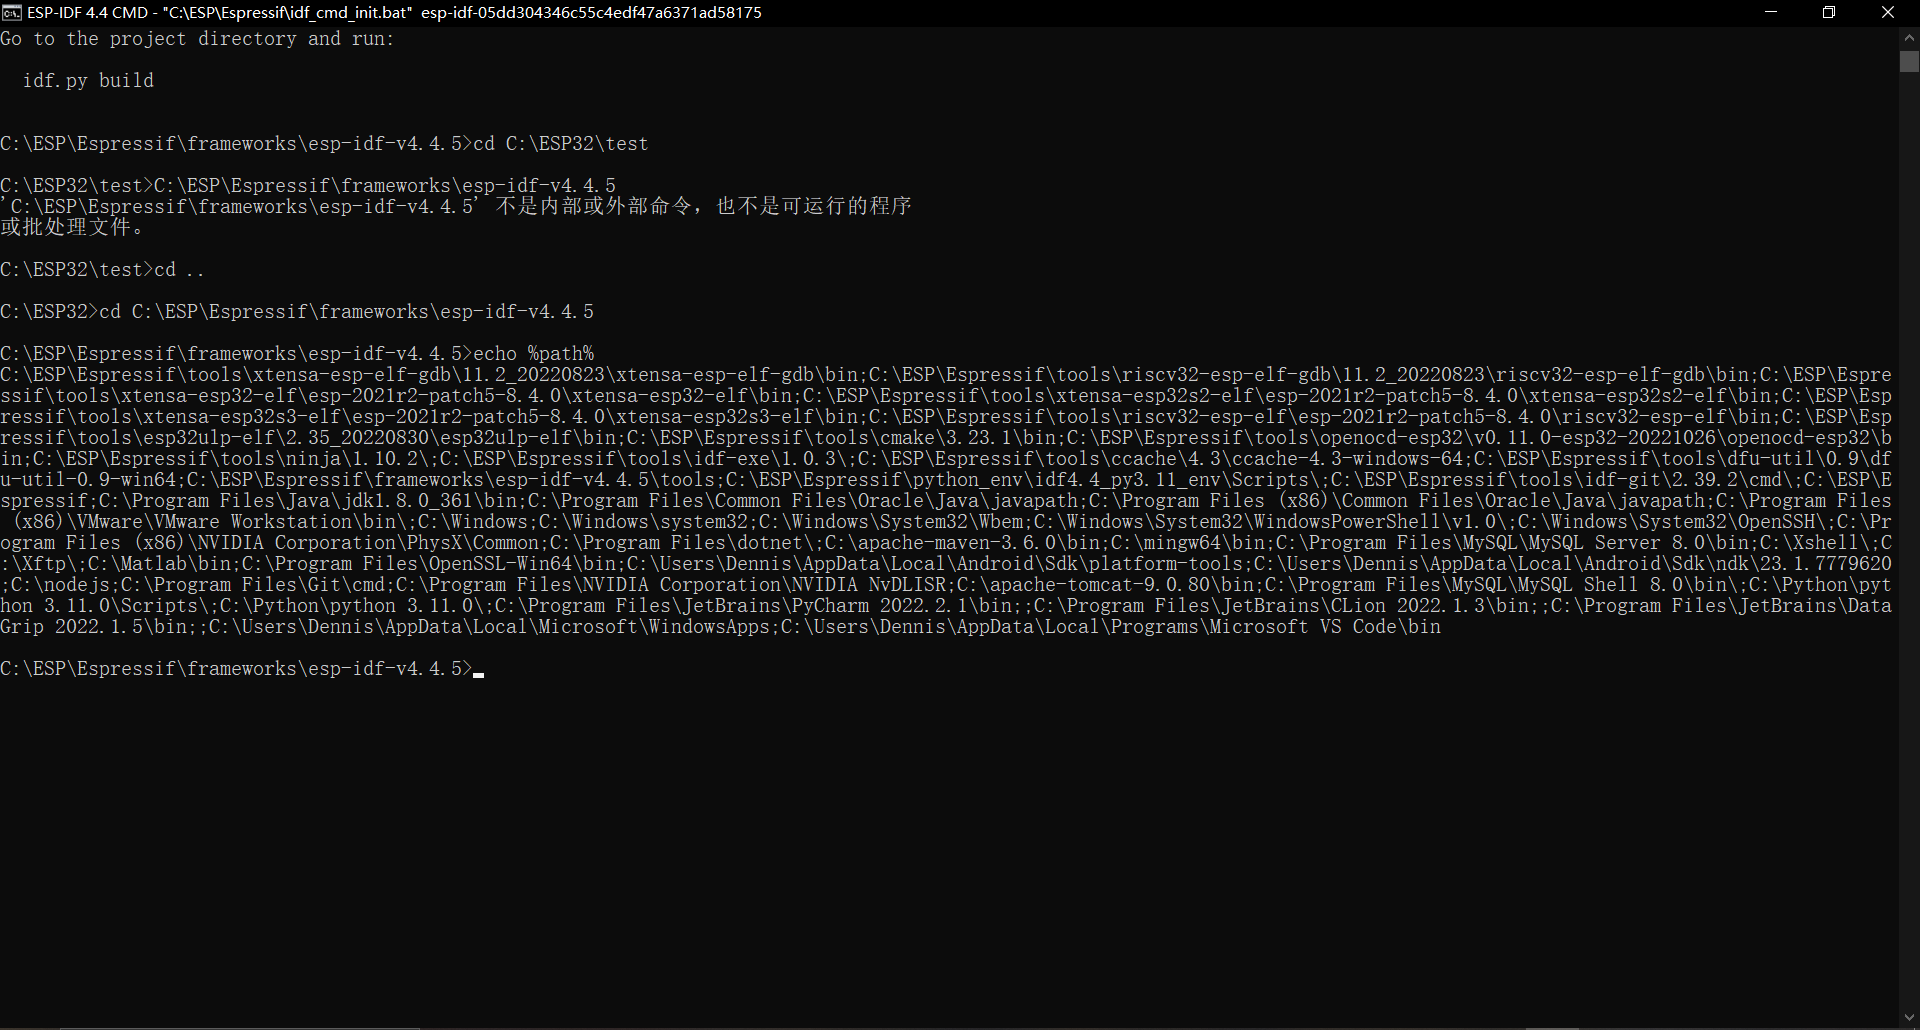 ESP-IDF 4.4 CMD - "C:\ESP\Espressif\idf_cmd_init.bat"  esp-idf-05dd304346c55c4edf47a6371ad58175
Go to the project directory and run:
  idf.py build
C:\ESP\Espressif\frameworks\esp-idf-v4.4.5>cd C:\ESP32\test
C:\ESP32\test>C:\ESP\Espressif\frameworks\esp-idf-v4.4.5
'C:\ESP\Espressif\frameworks\esp-idf-v4.4.5' 不是内部或外部命令，也不是可运行的程序
或批处理文件。
C:\ESP32\test>cd ..
C:\ESP32>cd C:\ESP\Espressif\frameworks\esp-idf-v4.4.5
C:\ESP\Espressif\frameworks\esp-idf-v4.4.5>echo %path%
C:\ESP\Espressif\tools\xtensa-esp-elf-gdb\11.2_20220823\xtensa-esp-elf-gdb\bin;C:\ESP\Espressif\tools\riscv32-esp-elf-gdb\11.2_20220823\riscv32-esp-elf-gdb\bin;C:\ESP\Espre
ssif\tools\xtensa-esp32-elf\esp-2021r2-patch5-8.4.0\xtensa-esp32-elf\bin;C:\ESP\Espressif\tools\xtensa-esp32s2-elf\esp-2021r2-patch5-8.4.0\xtensa-esp32s2-elf\bin;C:\ESP\Esp
ressif\tools\xtensa-esp32s3-elf\esp-2021r2-patch5-8.4.0\xtensa-esp32s3-elf\bin;C:\ESP\Espressif\tools\riscv32-esp-elf\esp-2021r2-patch5-8.4.0\riscv32-esp-elf\bin;C:\ESP\Esp
ressif\tools\esp32ulp-elf\2.35_20220830\esp32ulp-elf\bin;C:\ESP\Espressif\tools\cmake\3.23.1\bin;C:\ESP\Espressif\tools\openocd-esp32\v0.11.0-esp32-20221026\openocd-esp32\b
in;C:\ESP\Espressif\tools\ninja\1.10.2\;C:\ESP\Espressif\tools\idf-exe\1.0.3\;C:\ESP\Espressif\tools\ccache\4.3\ccache-4.3-windows-64;C:\ESP\Espressif\tools\dfu-util\0.9\df
u-util-0.9-win64;C:\ESP\Espressif\frameworks\esp-idf-v4.4.5\tools;C:\ESP\Espressif\python_env\idf4.4_py3.11_env\Scripts\;C:\ESP\Espressif\tools\idf-git\2.39.2\cmd\;C:\ESP\E
spressif;C:\Program Files\Java\jdk1.8.0_361\bin;C:\Program Files\Common Files\Oracle\Java\javapath;C:\Program Files (x86)\Common Files\Oracle\Java\javapath;C:\Program Files
 (x86)\VMware\VMware Workstation\bin\;C:\Windows;C:\Windows\system32;C:\Windows\System32\Wbem;C:\Windows\System32\WindowsPowerShell\v1.0\;C:\Windows\System32\OpenSSH\;C:\Pr
ogram Files (x86)\NVIDIA Corporation\PhysX\Common;C:\Program Files\dotnet\;C:\apache-maven-3.6.0\bin;C:\mingw64\bin;C:\Program Files\MySQL\MySQL Server 8.0\bin;C:\Xshell\;C
:\Xftp\;C:\Matlab\bin;C:\Program Files\OpenSSL-Win64\bin;C:\Users\Dennis\AppData\Local\Android\Sdk\platform-tools;C:\Users\Dennis\AppData\Local\Android\Sdk\ndk\23.1.7779620
;C:\nodejs;C:\Program Files\Git\cmd;C:\Program Files\NVIDIA Corporation\NVIDIA NvDLISR;C:\apache-tomcat-9.0.80\bin;C:\Program Files\MySQL\MySQL Shell 8.0\bin\;C:\Python\pyt
hon 3.11.0\Scripts\;C:\Python\python 3.11.0\;C:\Program Files\JetBrains\PyCharm 2022.2.1\bin;;C:\Program Files\JetBrains\CLion 2022.1.3\bin;;C:\Program Files\JetBrains\Data
Grip 2022.1.5\bin;;C:\Users\Dennis\AppData\Local\Microsoft\WindowsApps;C:\Users\Dennis\AppData\Local\Programs\Microsoft VS Code\bin
C:\ESP\Espressif\frameworks\esp-idf-v4.4.5>